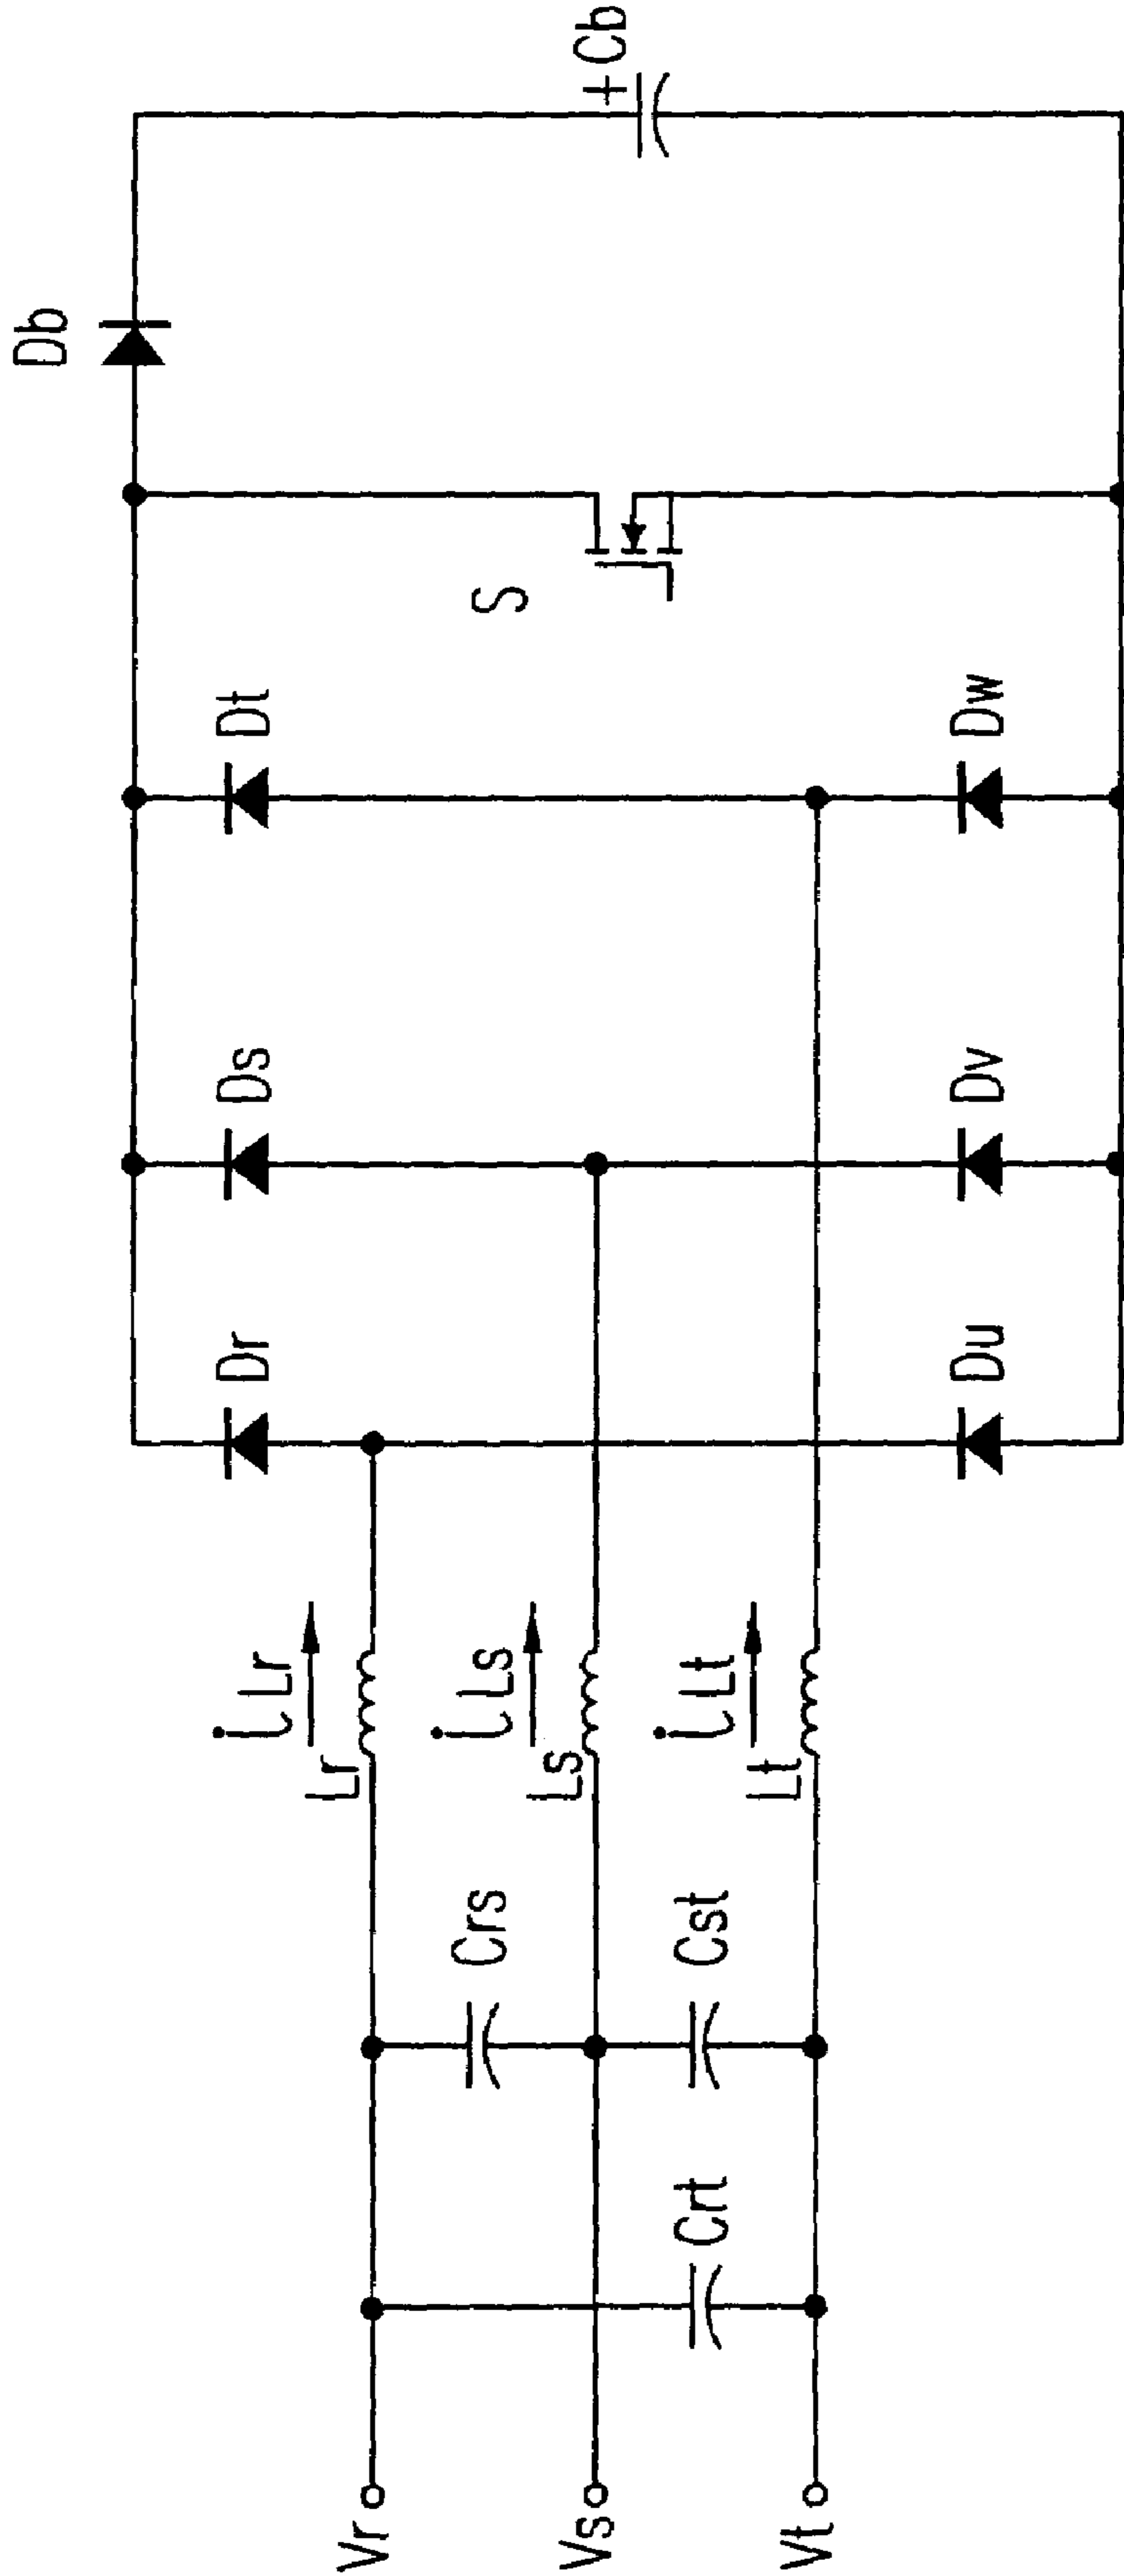 Db
+ Cb
Dr
Ds
Dt
S
iLr
Lr
iLs
Ls
iLt
Lt
Crs
Cst
Crt
Du
Dv
Dw
Vr
Vs
Vt